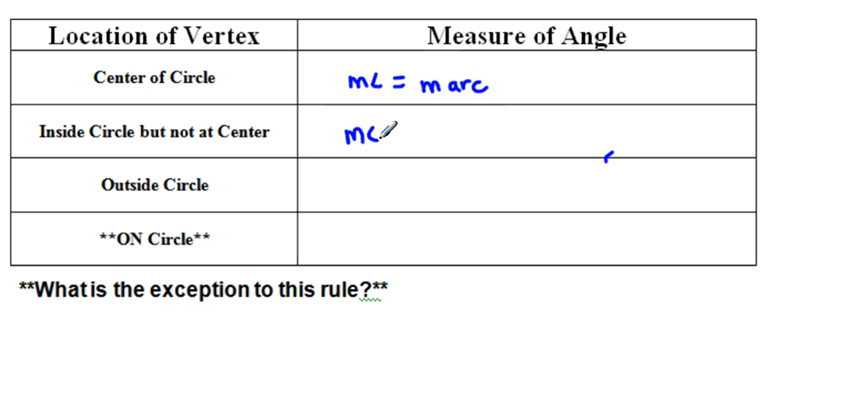 Location of Vertex Measure of Angle
Center of Circle m∠ = m arc
Inside Circle but not at Center m∠
Outside Circle
**ON Circle**
**What is the exception to this rule?**